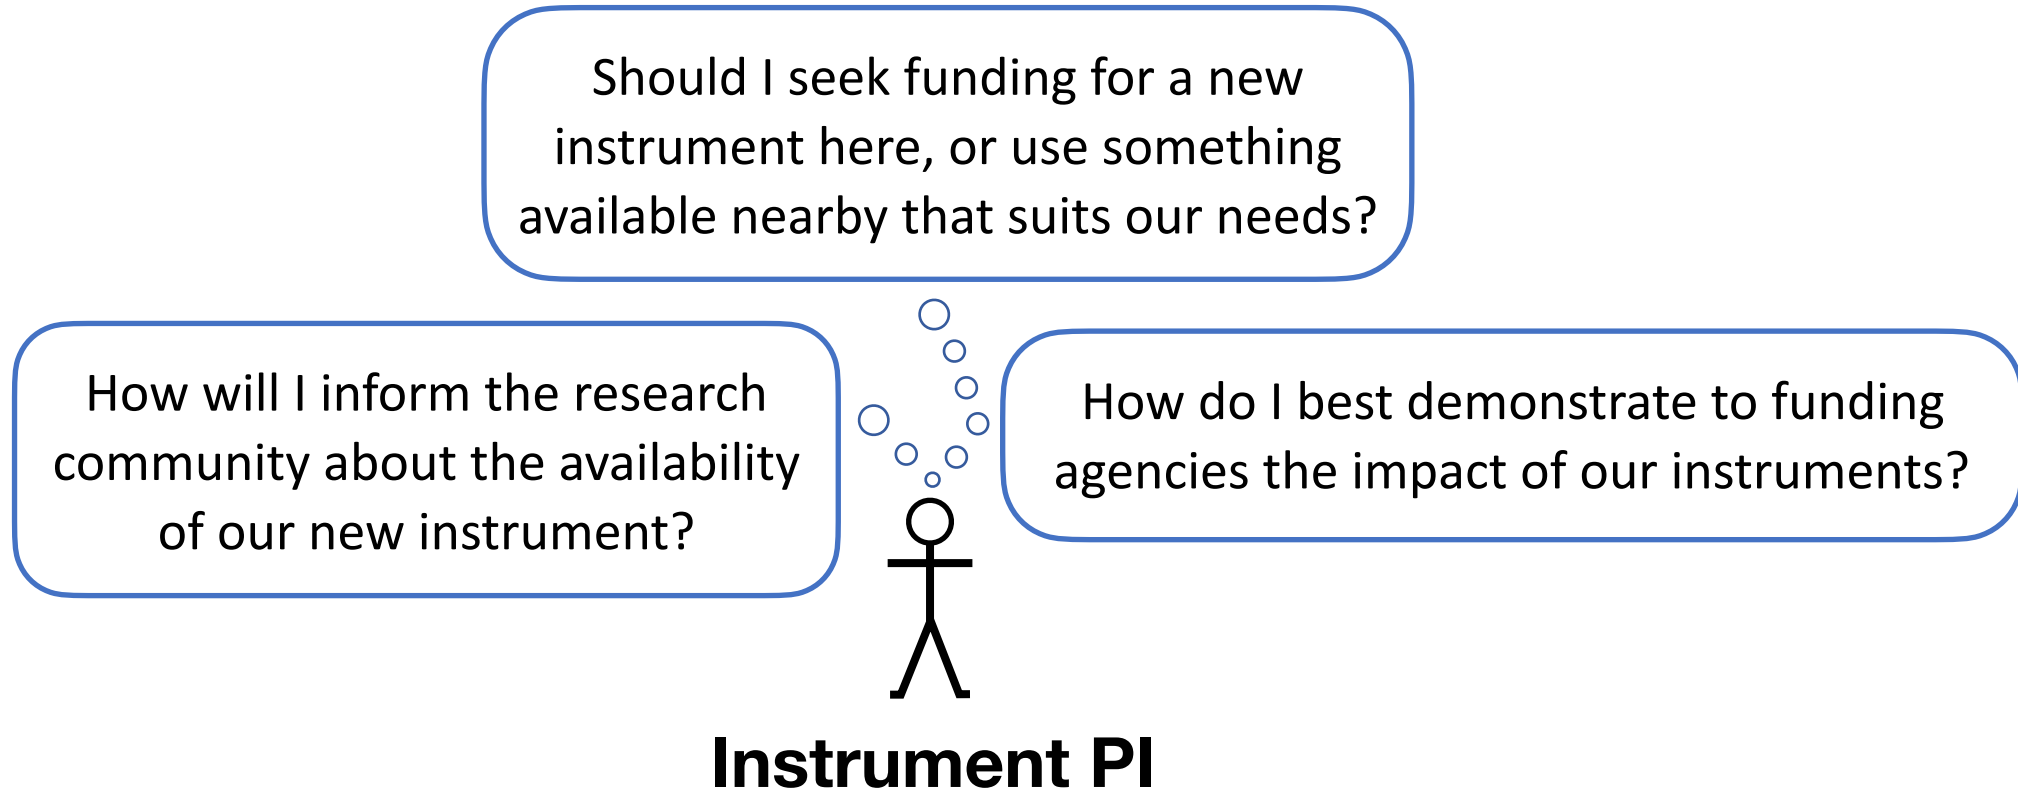 Should I seek funding for a new
instrument here, or use something
available nearby that suits our needs?
How will I inform the research
community about the availability
of our new instrument?
How do I best demonstrate to funding
agencies the impact of our instruments?
Instrument PI